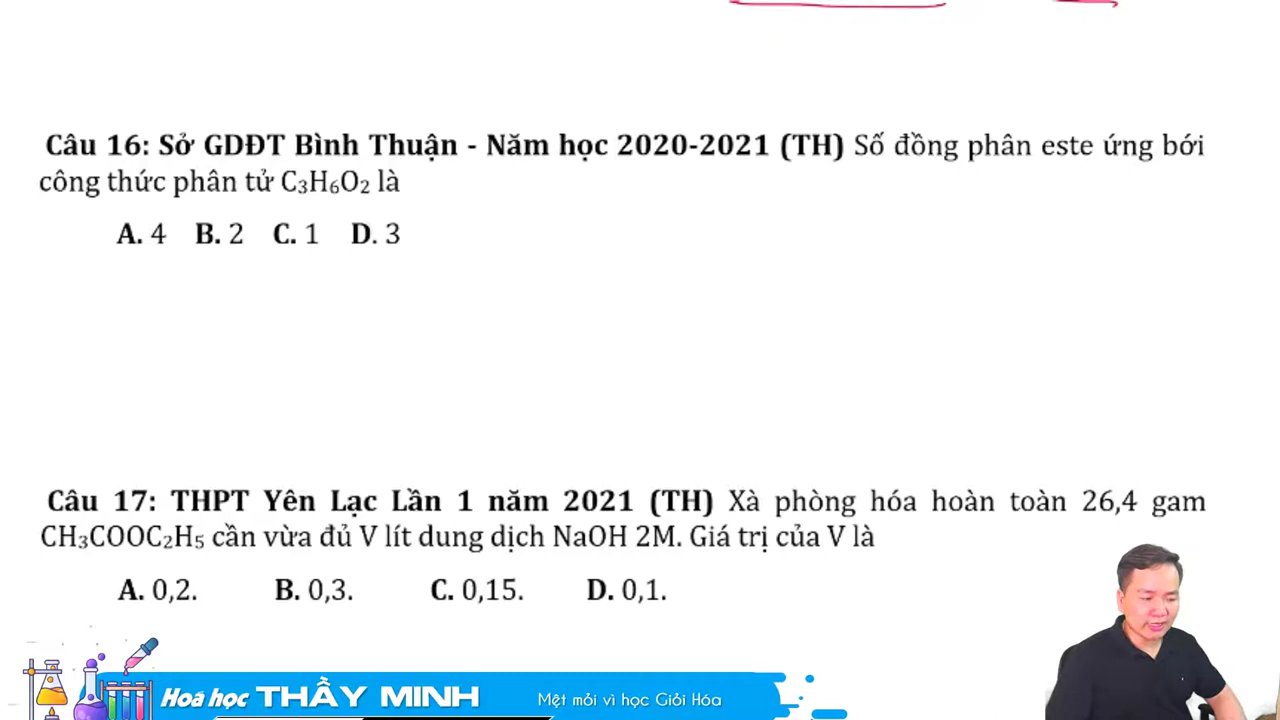 Câu 16: Sở GDĐT Bình Thuận - Năm học 2020-2021 (TH) Số đồng phân este ứng bới
công thức phân tử C₃H₆O₂ là
A. 4 B. 2 C. 1 D. 3
Câu 17: THPT Yên Lạc Lần 1 năm 2021 (TH) Xà phòng hóa hoàn toàn 26,4 gam
CH₃COOC₂H₅ cần vừa đủ V lít dung dịch NaOH 2M. Giá trị của V là
A. 0,2. B. 0,3. C. 0,15. D. 0,1.
Hoá học THẦY MINH Mệt mỏi vì học Giỏi Hóa